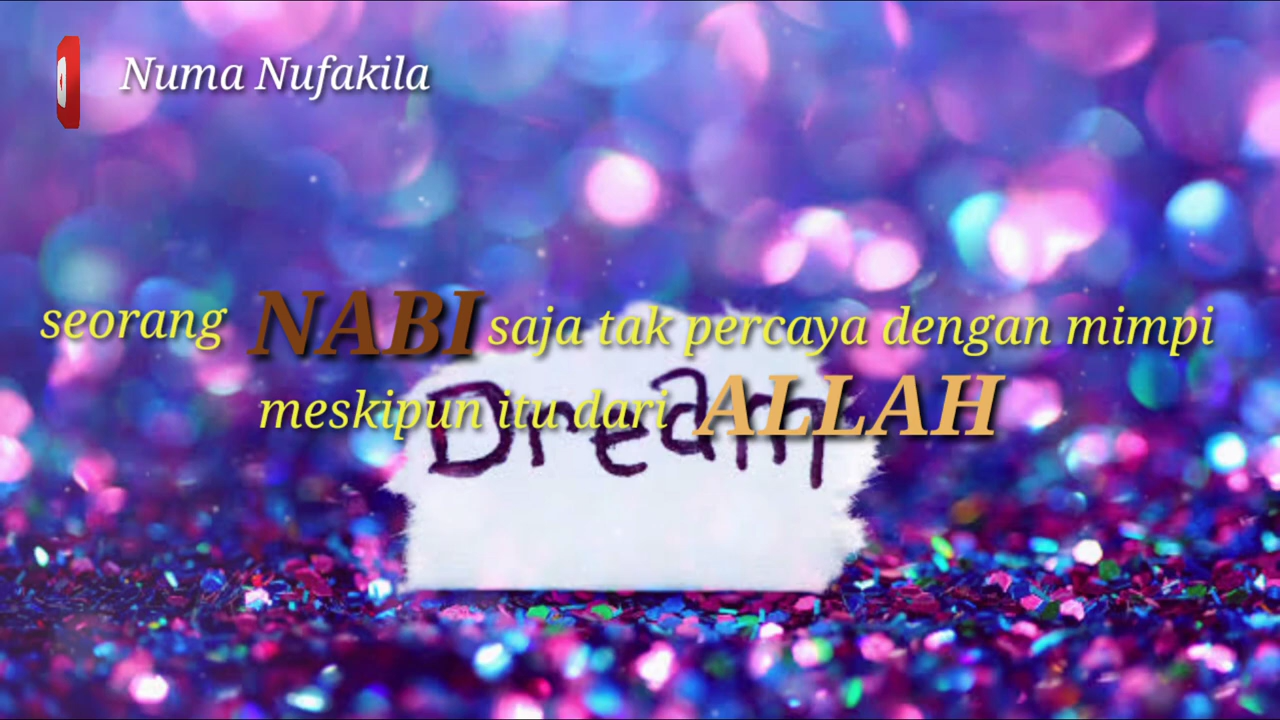 Numa Nufakila
seorang NABI saja tak percaya dengan mimpi
meskipun itu dari ALLAH
Dream